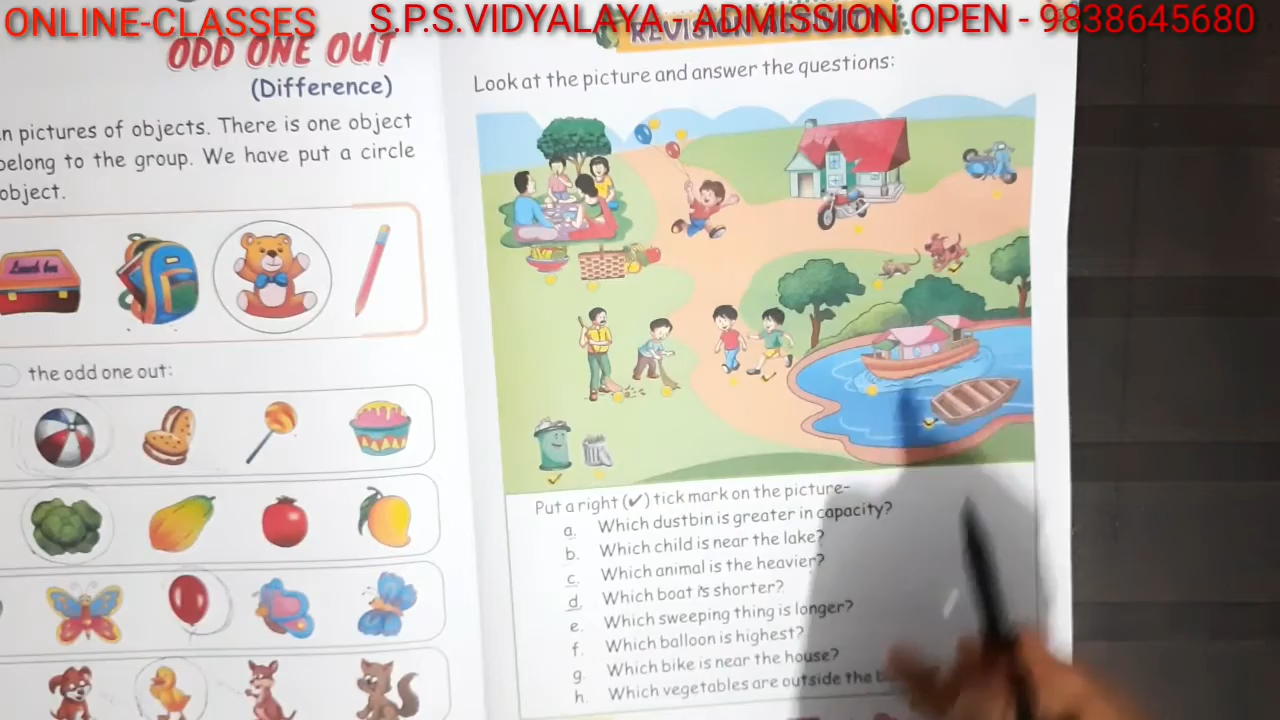 ONLINE-CLASSES S.P.S.VIDYALAYA - ADMISSION OPEN - 9838645680
ODD ONE OUT
(Difference)
n pictures of objects. There is one object
belong to the group. We have put a circle
object.
Lunch box
the odd one out:
REVISION ACTIVITY
Look at the picture and answer the questions:
Put a right (✔) tick mark on the picture-
a. Which dustbin is greater in capacity?
b. Which child is near the lake?
c. Which animal is the heavier?
d. Which boat is shorter?
e. Which sweeping thing is longer?
f. Which balloon is highest?
g. Which bike is near the house?
h. Which vegetables are outside the